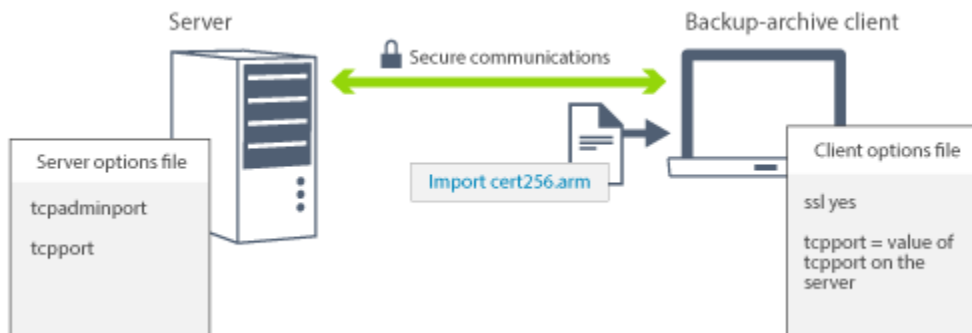 Server
Backup-archive client
Secure communications
Server options file
tcpadminport
tcpport
Import cert256.arm
Client options file
ssl yes
tcpport = value of
tcpport on the
server